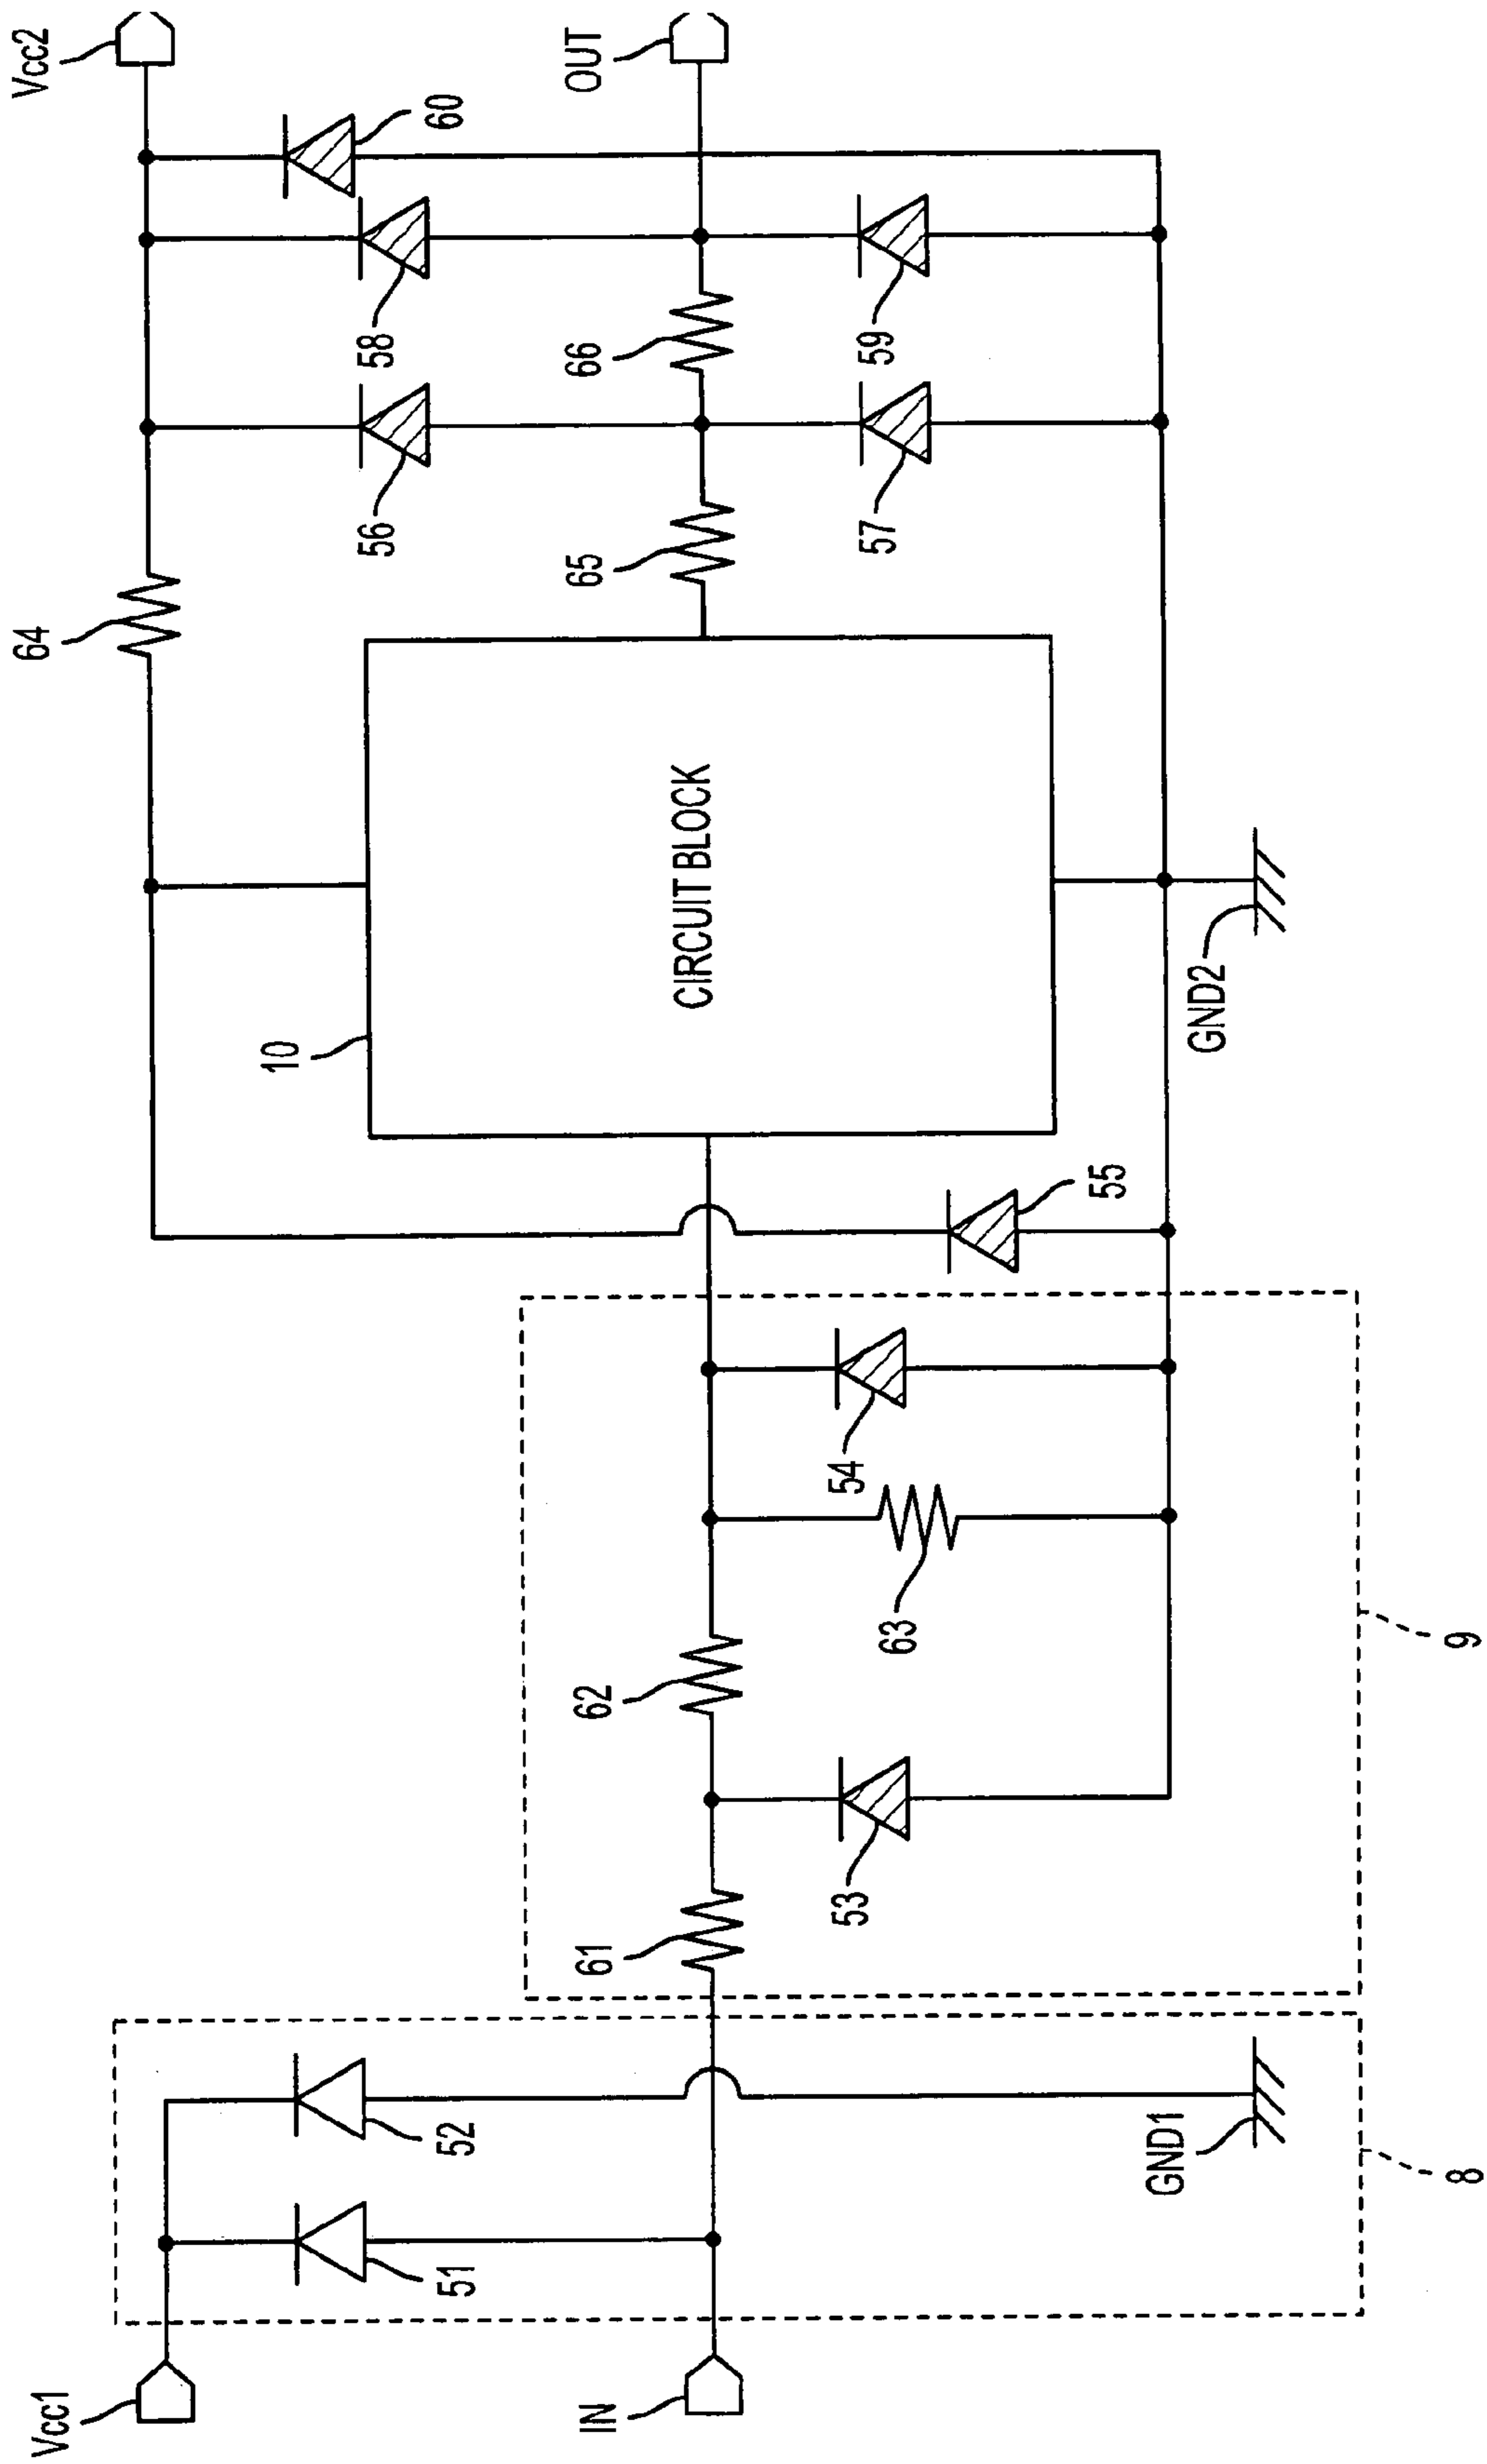 Vcc1
IN
51
52
GND1
8
61
53
62
63
54
9
55
10
CIRCUIT BLOCK
GND2
64
65
56
57
66
58
59
60
Vcc2
OUT